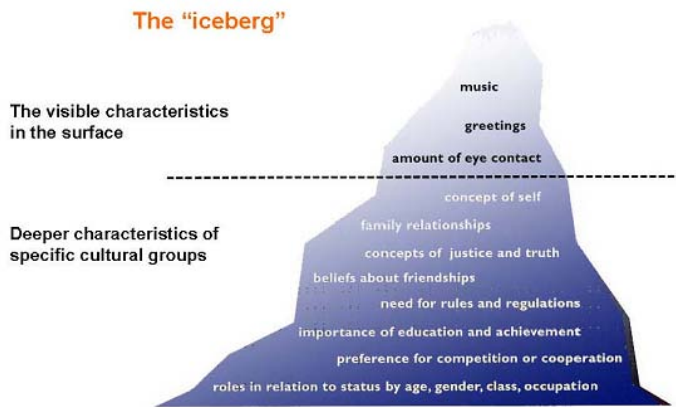 The “iceberg”
music
The visible characteristics
in the surface
greetings
amount of eye contact
concept of self
family relationships
Deeper characteristics of
specific cultural groups
concepts of justice and truth
beliefs about friendships
need for rules and regulations
importance of education and achievement
preference for competition or cooperation
roles in relation to status by age, gender, class, occupation